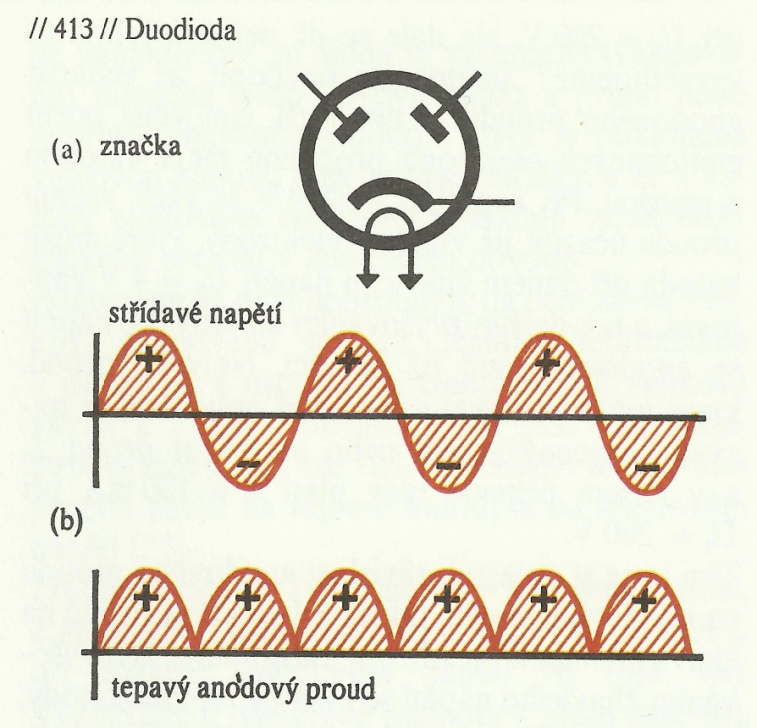 // 413 // Duodioda
(a) značka
střídavé napětí
+ + +
− − −
(b)
+ + + + + +
tepavý anodový proud